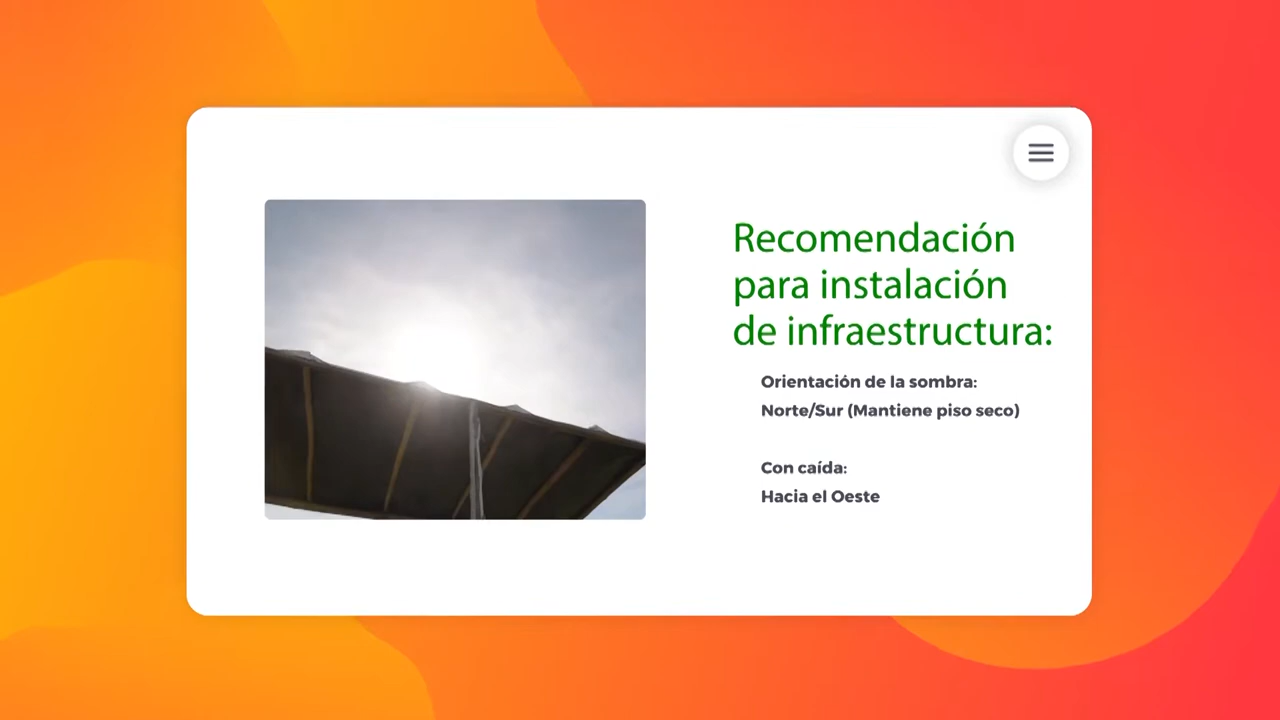 Recomendación
para instalación
de infraestructura:
Orientación de la sombra:
Norte/Sur (Mantiene piso seco)
Con caída:
Hacia el Oeste